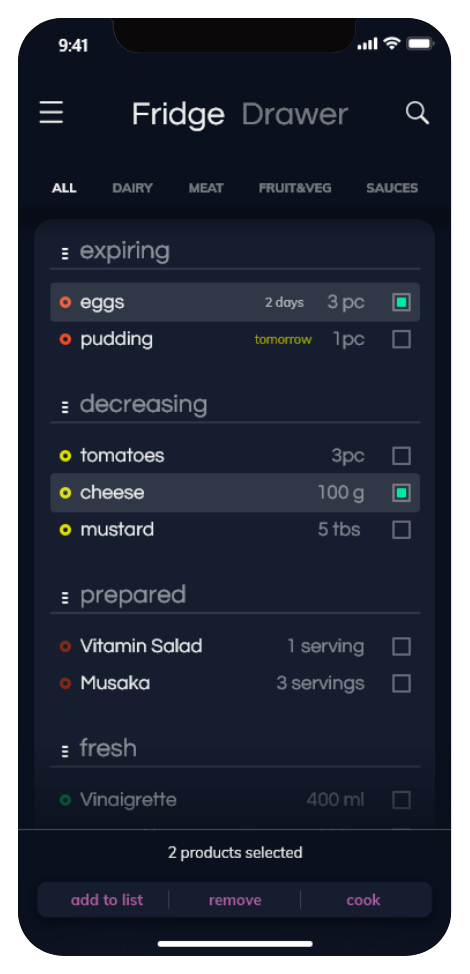 9:41
Fridge Drawer
ALL DAIRY MEAT FRUIT&VEG SAUCES
expiring
eggs 2 days 3 pc
pudding tomorrow 1pc
decreasing
tomatoes 3pc
cheese 100 g
mustard 5 tbs
prepared
Vitamin Salad 1 serving
Musaka 3 servings
fresh
Vinaigrette 400 ml
2 products selected
add to list remove cook